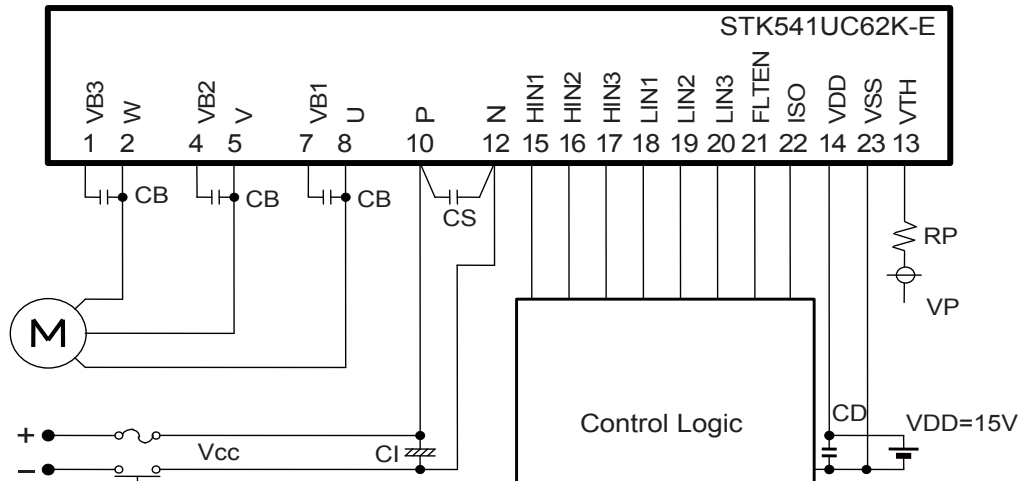 STK541UC62K-E
VB3 W VB2 V VB1 U P N HIN1 HIN2 HIN3 LIN1 LIN2 LIN3 FLTEN ISO VDD VSS VTH
1 2 4 5 7 8 10 12 15 16 17 18 19 20 21 22 14 23 13
CB CB CB CS
RP
VP
M
Control Logic
CD VDD=15V
+ Vcc CI
−